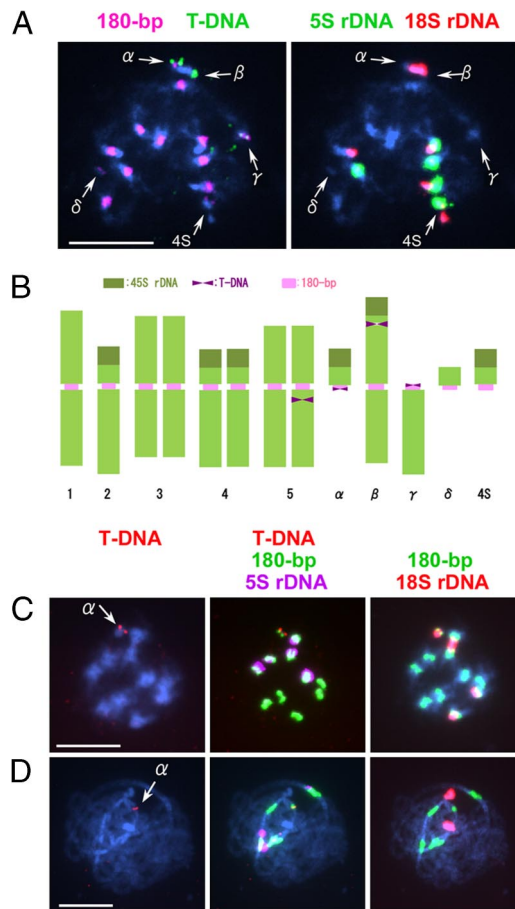 A
180-bp T-DNA 5S rDNA 18S rDNA
α
β
γ
δ
4S
α
β
γ
δ
4S
B
:45S rDNA :T-DNA :180-bp
1 2 3 4 5 α β γ δ 4S
T-DNA
T-DNA
180-bp
5S rDNA
180-bp
18S rDNA
C
α
D
α